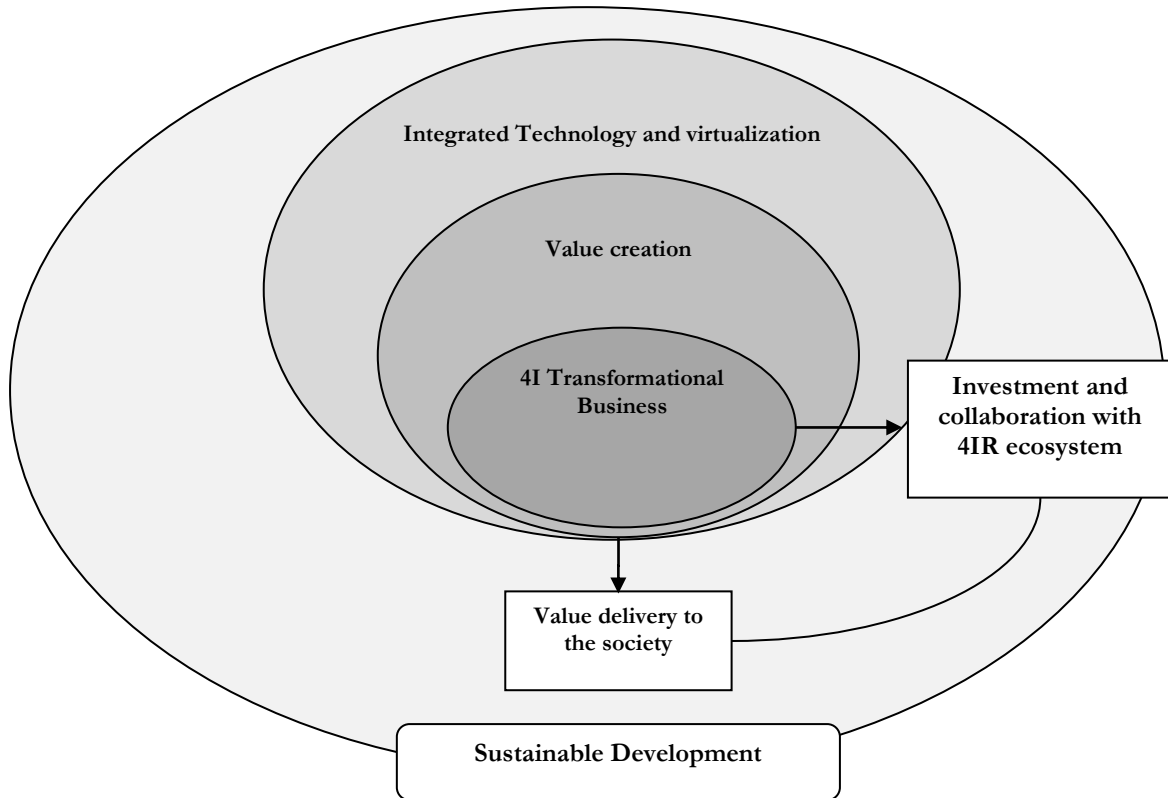 Integrated Technology and virtualization
Value creation
4I Transformational
Business
Investment and
collaboration with
4IR ecosystem
Value delivery to
the society
Sustainable Development